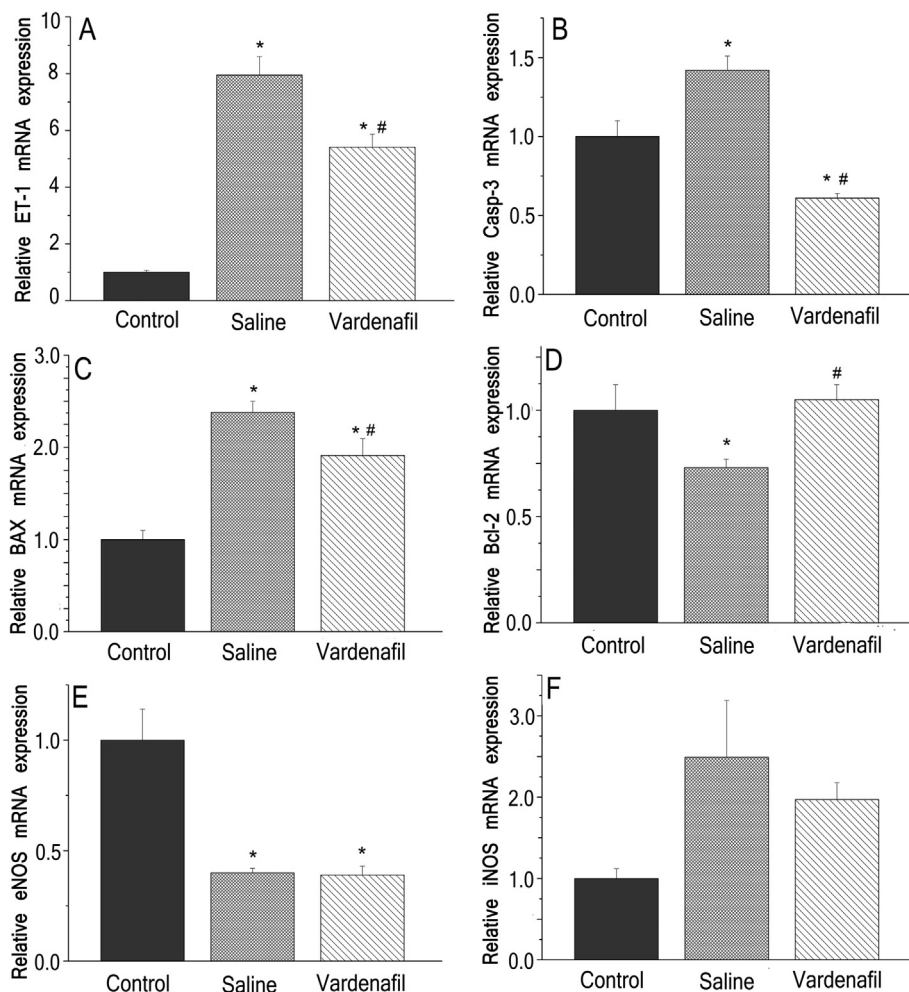 A
Relative ET-1 mRNA expression
10
8
6
4
2
0
*
* #
Control Saline Vardenafil
B
Relative Casp-3 mRNA expression
1.5
1.0
0.5
0.0
*
* #
Control Saline Vardenafil
C
Relative BAX mRNA expression
3.0
2.0
1.0
0.0
*
* #
Control Saline Vardenafil
D
Relative Bcl-2 mRNA expression
1.0
0.5
0.0
*
#
Control Saline Vardenafil
E
Relative eNOS mRNA expression
1.0
0.5
0.0
*
*
Control Saline Vardenafil
F
Relative iNOS mRNA expression
3.0
2.0
1.0
0.0
Control Saline Vardenafil